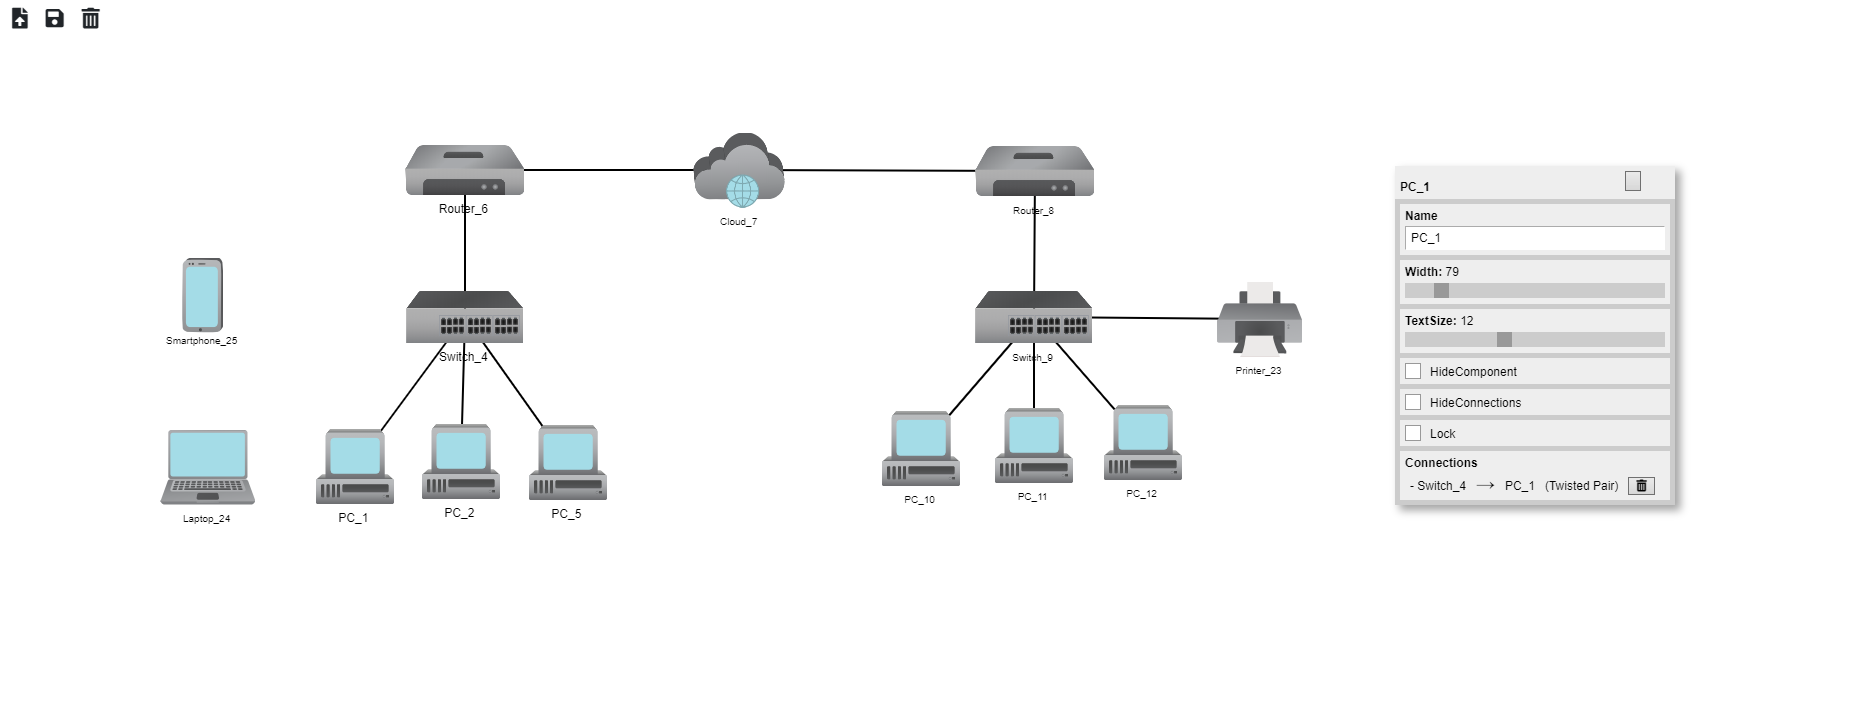 Router_6
Cloud_7
Router_8
Smartphone_25
Switch_4
Switch_9
Printer_23
Laptop_24
PC_1
PC_2
PC_5
PC_10
PC_11
PC_12
PC_1
Name
PC_1
Width: 79
TextSize: 12
HideComponent
HideConnections
Lock
Connections
- Switch_4 → PC_1 (Twisted Pair)